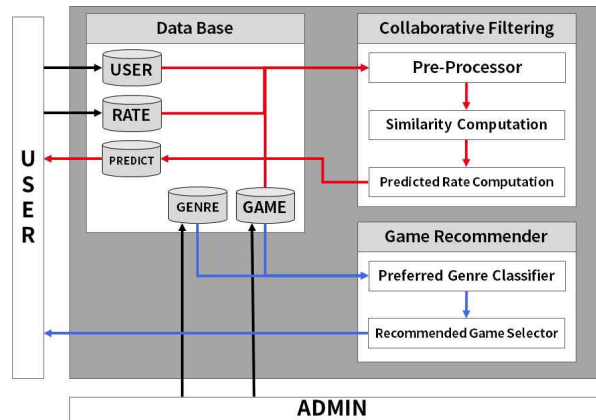 Data Base
Collaborative Filtering
USER
Pre-Processor
RATE
Similarity Computation
PREDICT
Predicted Rate Computation
USER
GENRE
GAME
Game Recommender
Preferred Genre Classifier
Recommended Game Selector
ADMIN